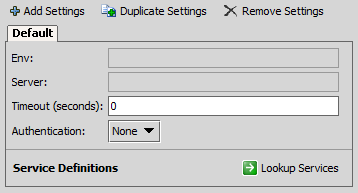 Add Settings Duplicate Settings Remove Settings
Default
Env:
Server:
Timeout (seconds): 0
Authentication: None
Service Definitions Lookup Services